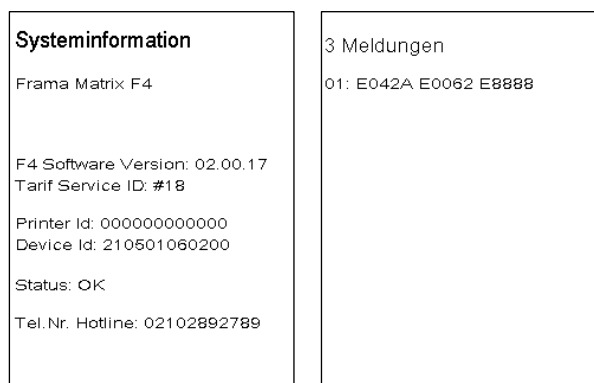 Systeminformation
Frama Matrix F4
F4 Software Version: 02.00.17
Tarif Service ID: #18
Printer Id: 000000000000
Device Id: 210501060200
Status: OK
Tel.Nr. Hotline: 02102892789
3 Meldungen
01: E042A E0062 E8888